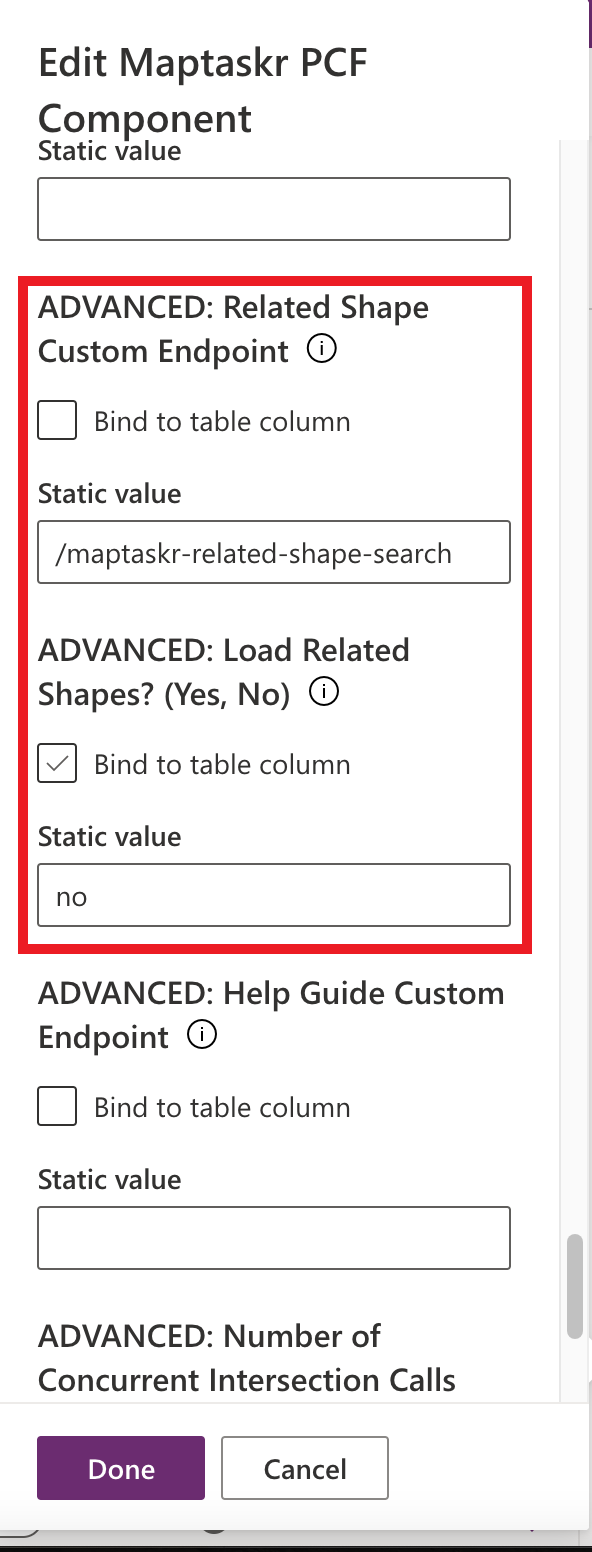 Edit Maptaskr PCF
Component
Static value
ADVANCED: Related Shape
Custom Endpoint
Bind to table column
Static value
/maptaskr-related-shape-search
ADVANCED: Load Related
Shapes? (Yes, No)
Bind to table column
Static value
no
ADVANCED: Help Guide Custom
Endpoint
Bind to table column
Static value
ADVANCED: Number of
Concurrent Intersection Calls
Done Cancel